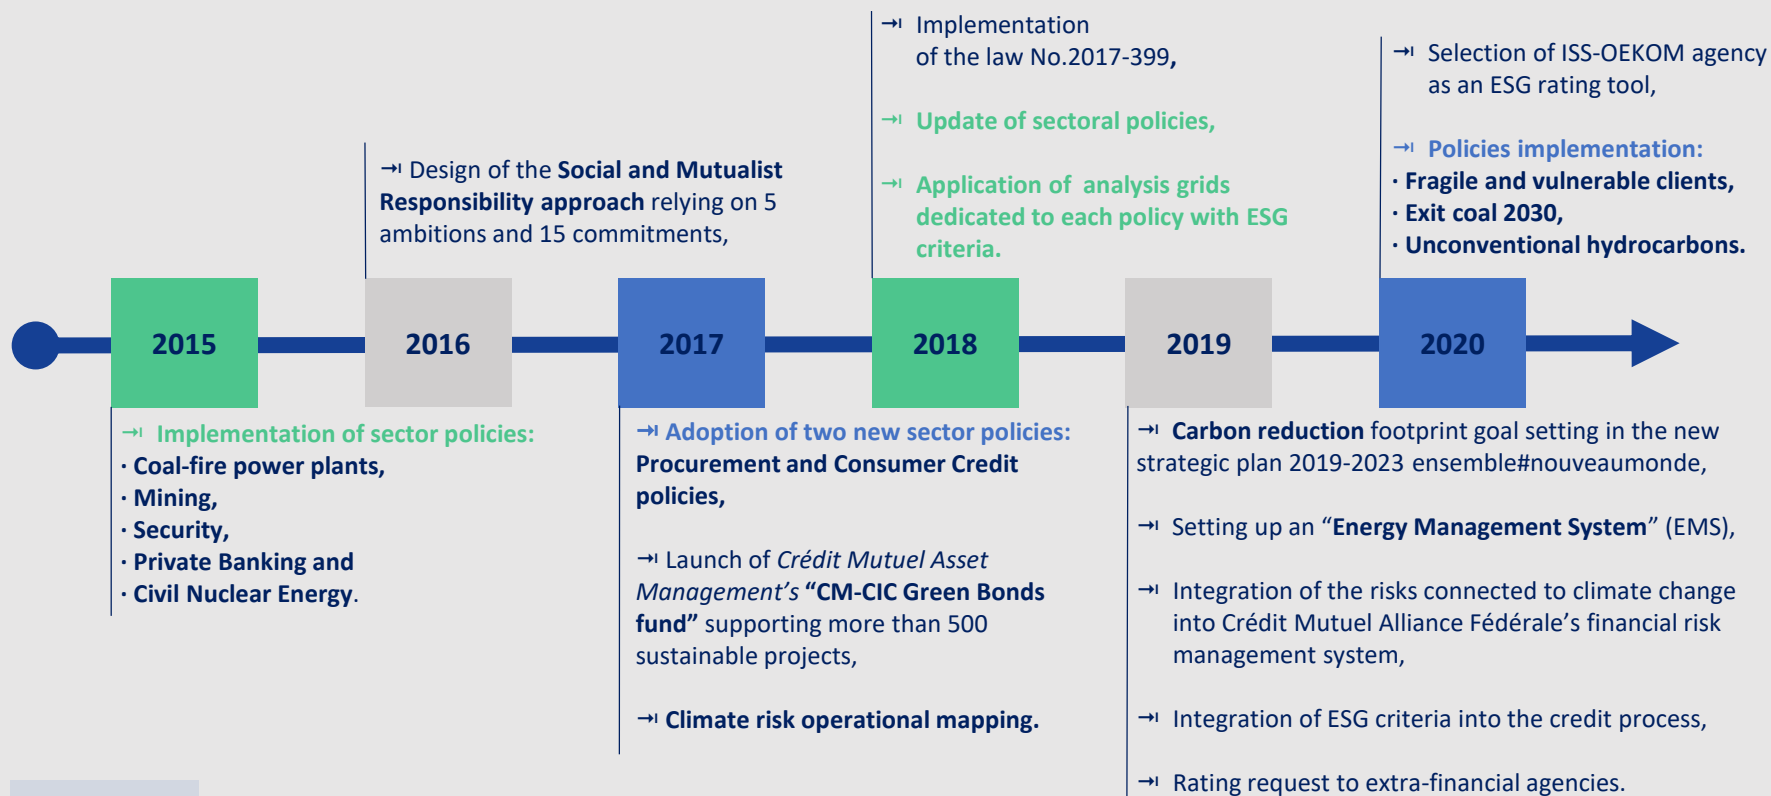 2015
→ Implementation of sector policies:
· Coal-fire power plants,
· Mining,
· Security,
· Private Banking and
· Civil Nuclear Energy.
→ Design of the Social and Mutualist
Responsibility approach relying on 5
ambitions and 15 commitments,
2016
2017
→ Adoption of two new sector policies:
Procurement and Consumer Credit
policies,
→ Launch of Crédit Mutuel Asset
Management’s “CM-CIC Green Bonds
fund” supporting more than 500
sustainable projects,
→ Climate risk operational mapping.
→ Implementation
of the law No.2017-399,
→ Update of sectoral policies,
→ Application of analysis grids
dedicated to each policy with ESG
criteria.
2018
2019
→ Carbon reduction footprint goal setting in the new
strategic plan 2019-2023 ensemble#nouveaumonde,
→ Setting up an “Energy Management System” (EMS),
→ Integration of the risks connected to climate change
into Crédit Mutuel Alliance Fédérale’s financial risk
management system,
→ Integration of ESG criteria into the credit process,
→ Rating request to extra-financial agencies.
→ Selection of ISS-OEKOM agency
as an ESG rating tool,
→ Policies implementation:
· Fragile and vulnerable clients,
· Exit coal 2030,
· Unconventional hydrocarbons.
2020